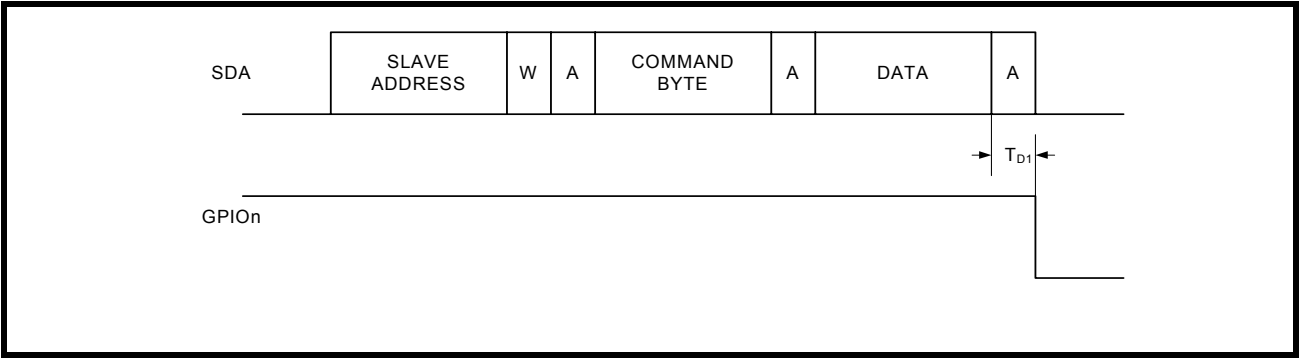 SDA
SLAVE
ADDRESS
W
A
COMMAND
BYTE
A
DATA
A
TD1
GPIOn